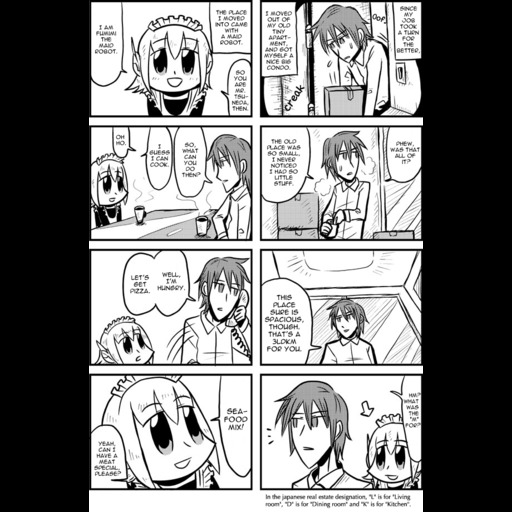 SINCE
MY
JOB
TOOK A
TURN FOR
THE
BETTER,
OOF.
I MOVED
OUT OF
MY OLD
TINY
APART-
MENT,
AND GOT
MYSELF A
NICE BIG
CONDO.
CREAK
PHEW,
WAS THAT
ALL OF
IT?
THE OLD
PLACE WAS
SO SMALL,
I NEVER
NOTICED
I HAD SO
LITTLE
STUFF.
THIS
PLACE
SURE IS
SPACIOUS,
THOUGH.
THAT'S A
3LDKM
FOR YOU.
HM?
WHAT
WAS
THE
"M"
FOR?
In the japanese real estate designation, "L" is for "Living
room", "D" is for "Dining room" and "K" is for "Kitchen".
THE PLACE
I MOVED
INTO CAME
WITH A
MAID ROBOT.
I AM
FUMIMI
THE MAID
ROBOT.
SO
YOU ARE
MR.
TSU-
NEDA,
THEN.
SO,
WHAT
CAN
YOU DO
THEN?
I
GUESS
I CAN
COOK.
OH
HO.
WELL,
I'M
HUNGRY.
LET'S
GET
PIZZA.
SEA-
FOOD
MIX!
YEAH,
CAN I
HAVE A
MEAT
SPECIAL,
PLEASE?